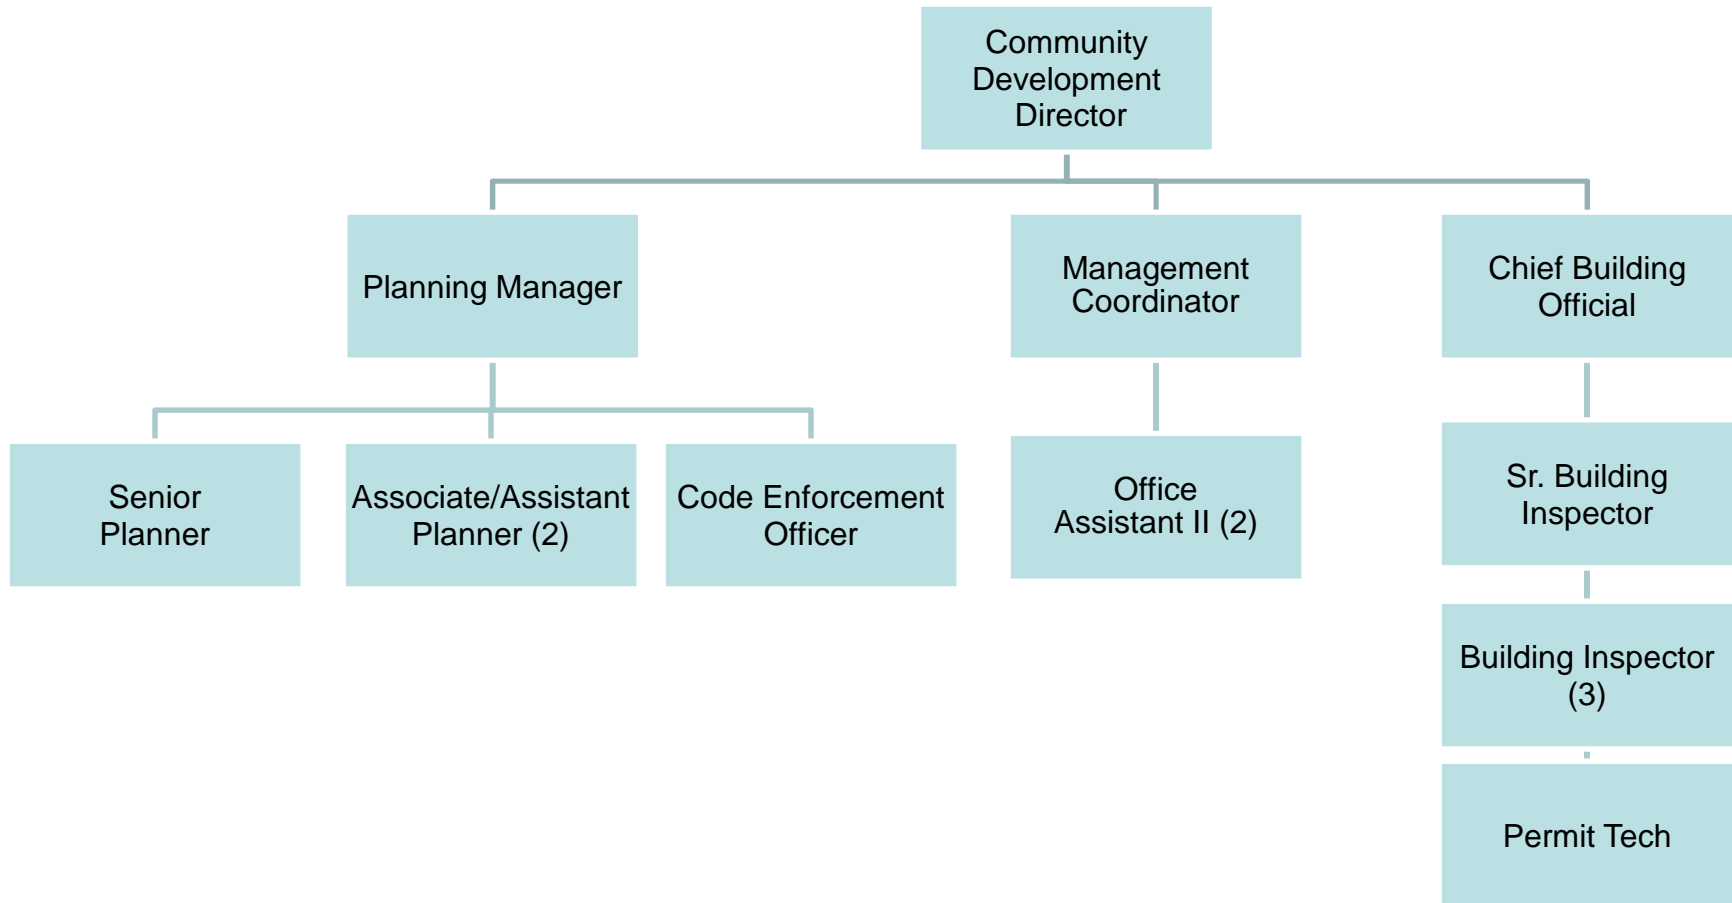 Community
Development
Director
Planning Manager
Management
Coordinator
Chief Building
Official
Senior
Planner
Associate/Assistant
Planner (2)
Code Enforcement
Officer
Office
Assistant II (2)
Sr. Building
Inspector
Building Inspector
(3)
Permit Tech